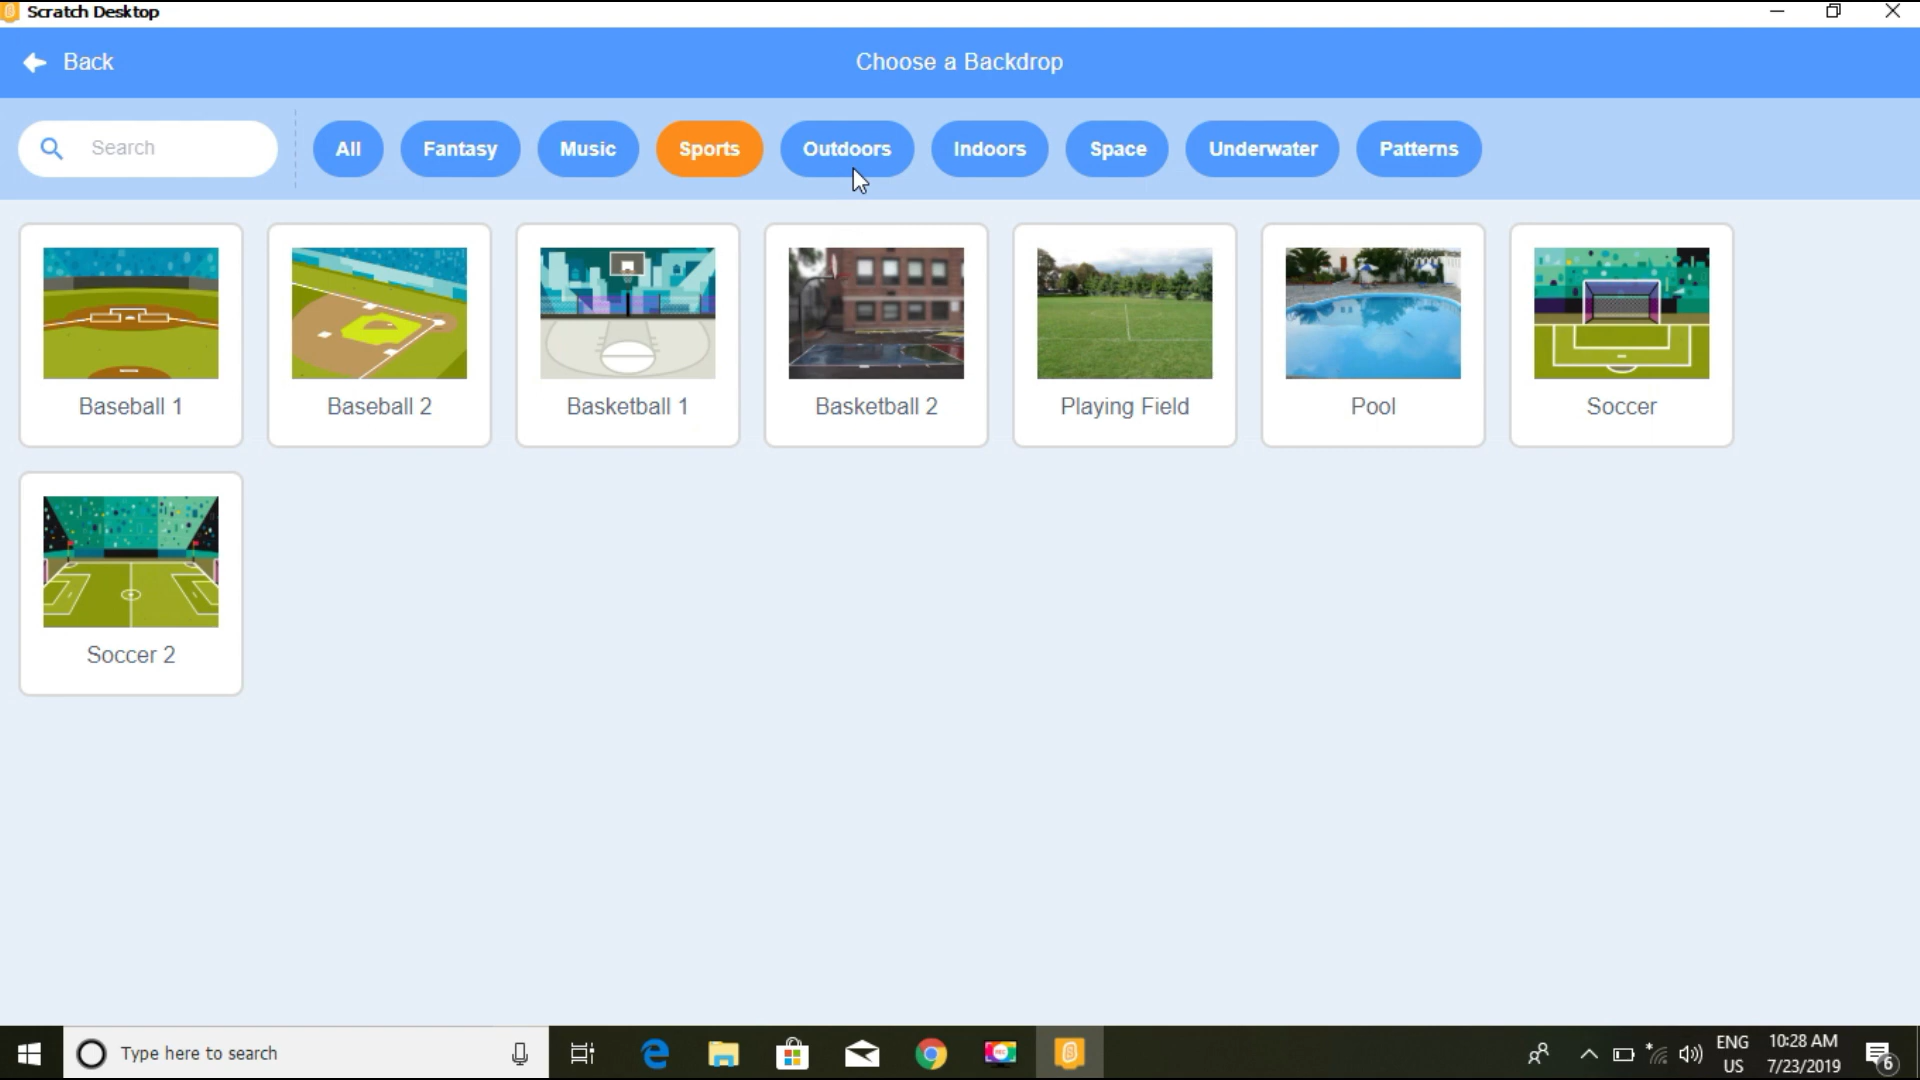 Scratch Desktop
Back
Choose a Backdrop
Search
All
Fantasy
Music
Sports
Outdoors
Indoors
Space
Underwater
Patterns
Baseball 1
Baseball 2
Basketball 1
Basketball 2
Playing Field
Pool
Soccer
Soccer 2
Type here to search
ENG
US
10:28 AM
7/23/2019
6